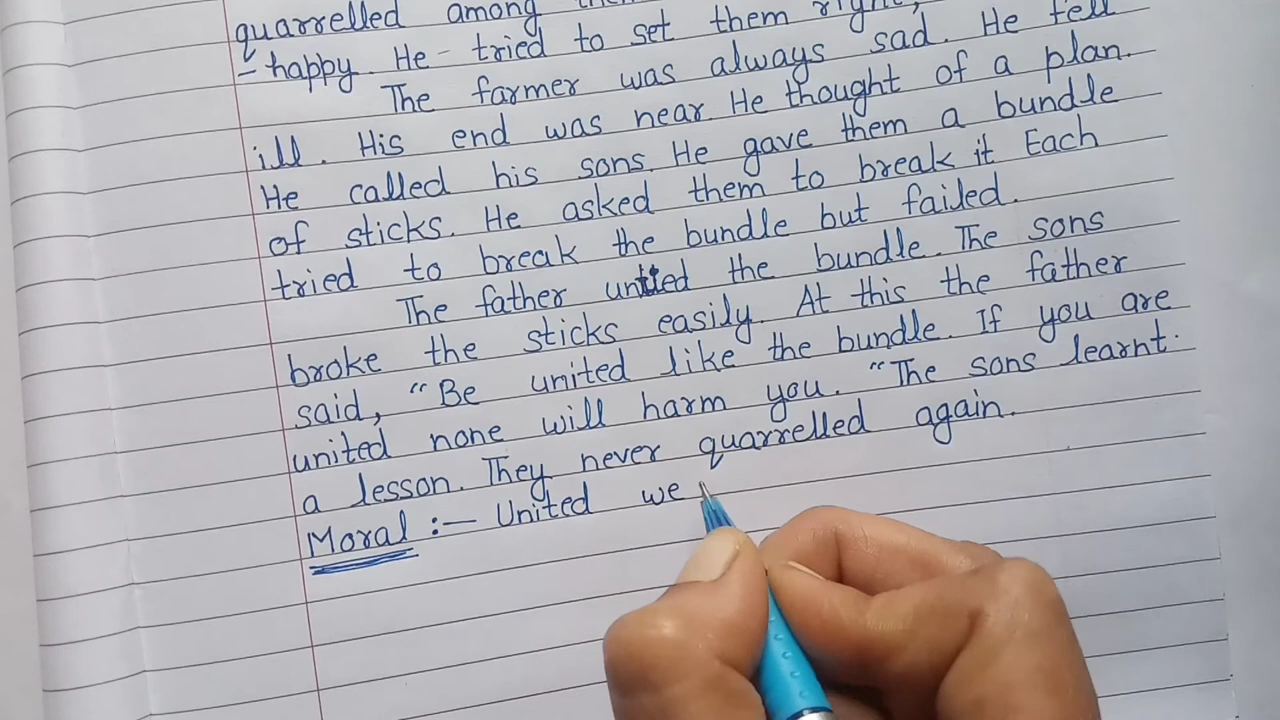 quarrelled among
- happy. He - tried to set them right,
The farmer was always sad. He fell
ill. His end was near. He thought of a plan.
He called his sons. He gave them a bundle
of sticks. He asked them to break it Each
tried to break the bundle but failed.
The father untied the bundle. The sons
broke the sticks easily. At this the father
said, "Be united like the bundle. If you are
united none will harm you. "The sons learnt.
a lesson. They never quarrelled again.
Moral :- United we